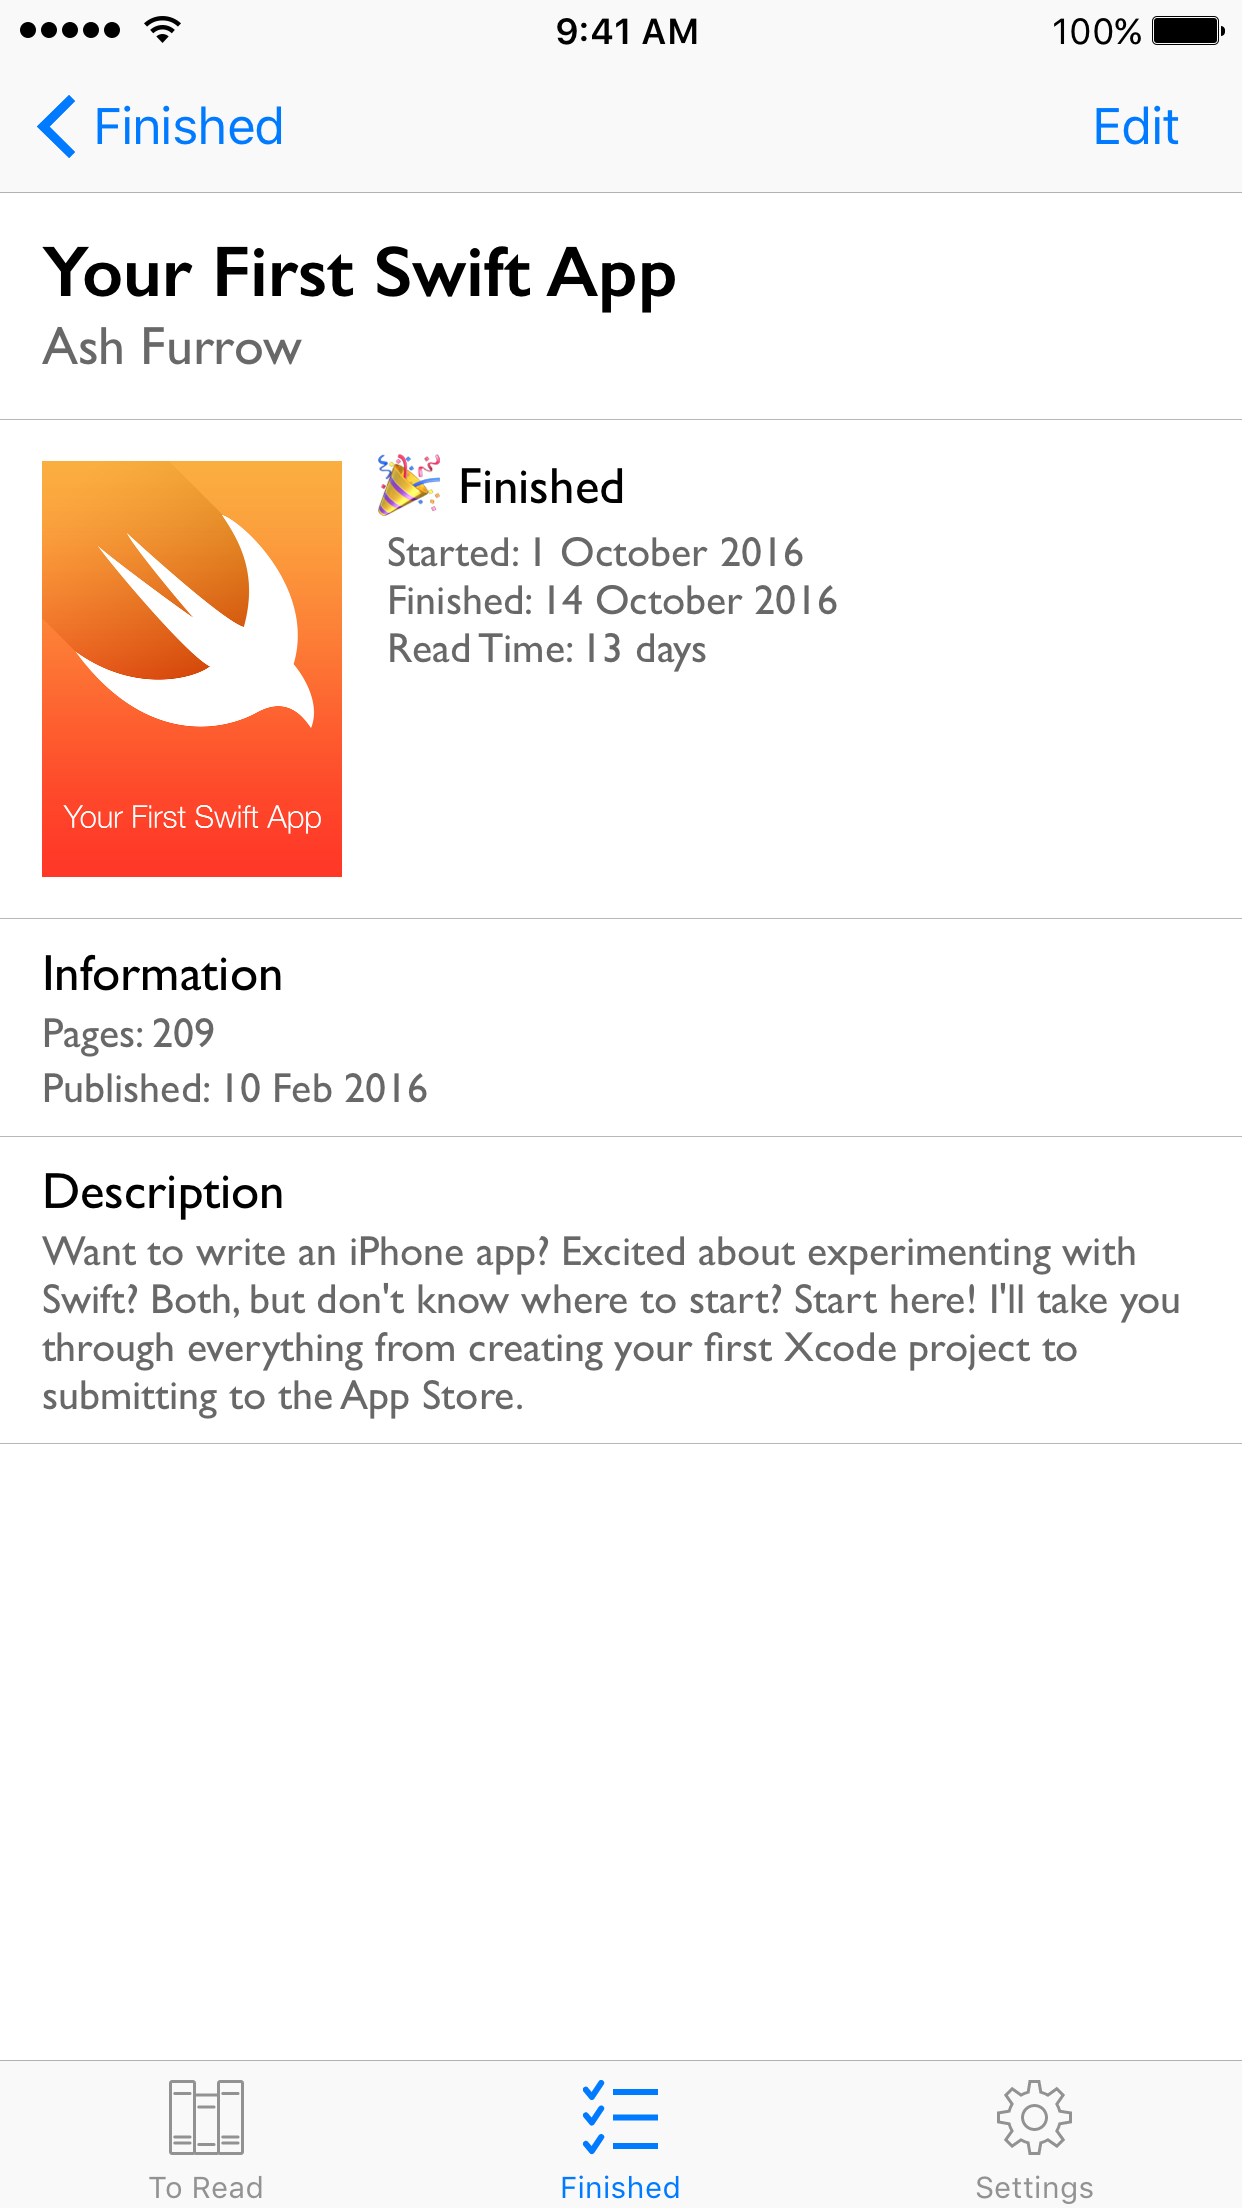 9:41 AM
100%
Finished
Edit
Your First Swift App
Ash Furrow
🎉 Finished
Started: 1 October 2016
Finished: 14 October 2016
Read Time: 13 days
Your First Swift App
Information
Pages: 209
Published: 10 Feb 2016
Description
Want to write an iPhone app? Excited about experimenting with
Swift? Both, but don't know where to start? Start here! I'll take you
through everything from creating your first Xcode project to
submitting to the App Store.
To Read
Finished
Settings